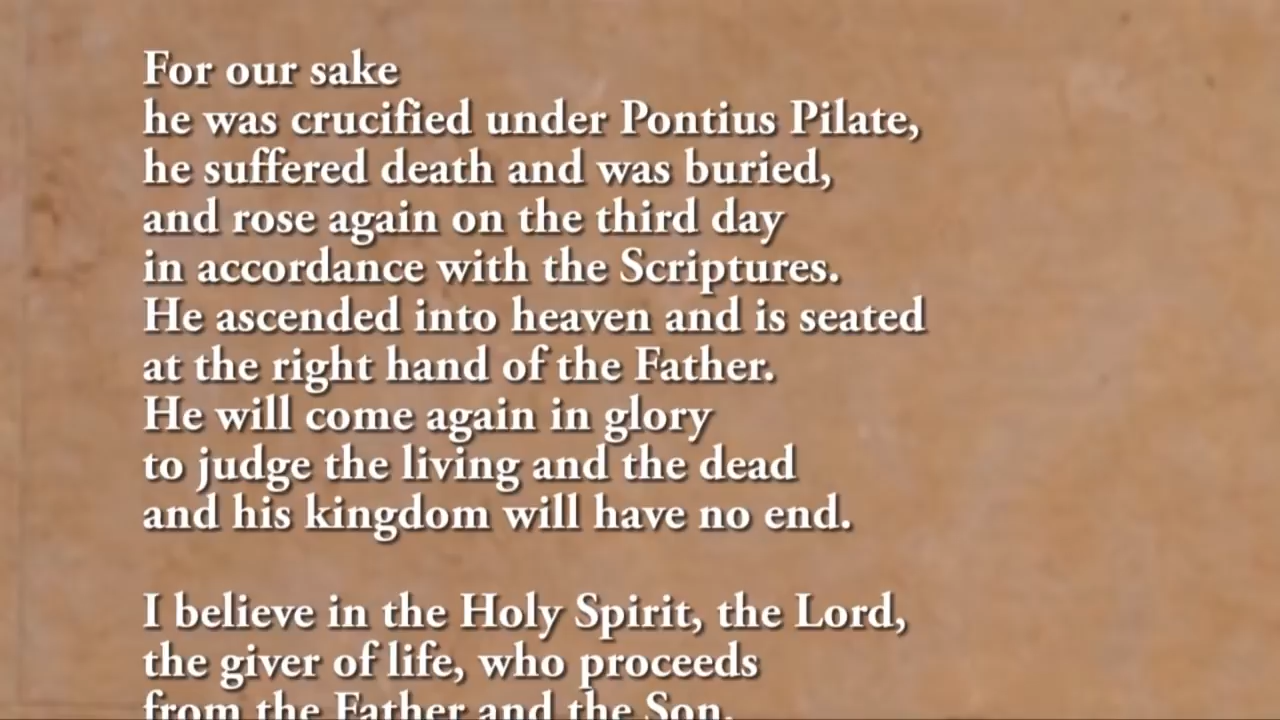 For our sake
he was crucified under Pontius Pilate,
he suffered death and was buried,
and rose again on the third day
in accordance with the Scriptures.
He ascended into heaven and is seated
at the right hand of the Father.
He will come again in glory
to judge the living and the dead
and his kingdom will have no end.
I believe in the Holy Spirit, the Lord,
the giver of life, who proceeds
from the Father and the Son,